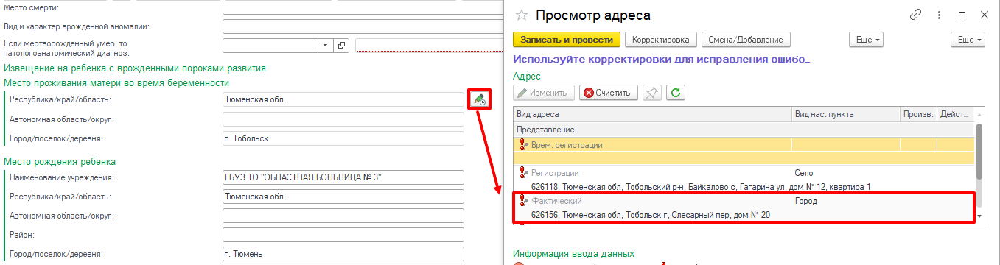 Место смерти:
Вид и характер врожденной аномалии:
Если мертворожденный умер, то
патологоанатомический диагноз:
Извещение на ребенка с врожденными пороками развития
Место проживания матери во время беременности
Республика/край/область: Тюменская обл.
Автономная область/округ:
Город/поселок/деревня: г. Тобольск
Место рождения ребенка
Наименование учреждения: ГБУЗ ТО "ОБЛАСТНАЯ БОЛЬНИЦА № 3"
Республика/край/область: Тюменская обл.
Автономная область/округ:
Район:
Город/поселок/деревня: г. Тюмень
Просмотр адреса
Записать и провести Корректировка Смена/Добавление Еще Еще
Используйте корректировки для исправления ошибо...
Адрес
Изменить Очистить
Вид адреса Вид нас. пункта Произв. Дейст...
Представление
Врем. регистрации
Регистрации Село
626118, Тюменская обл, Тобольский р-н, Байкалово с, Гагарина ул, дом № 12, квартира 1
Фактический Город
626156, Тюменская обл, Тобольск г, Слесарный пер, дом № 20
Информация ввода данных